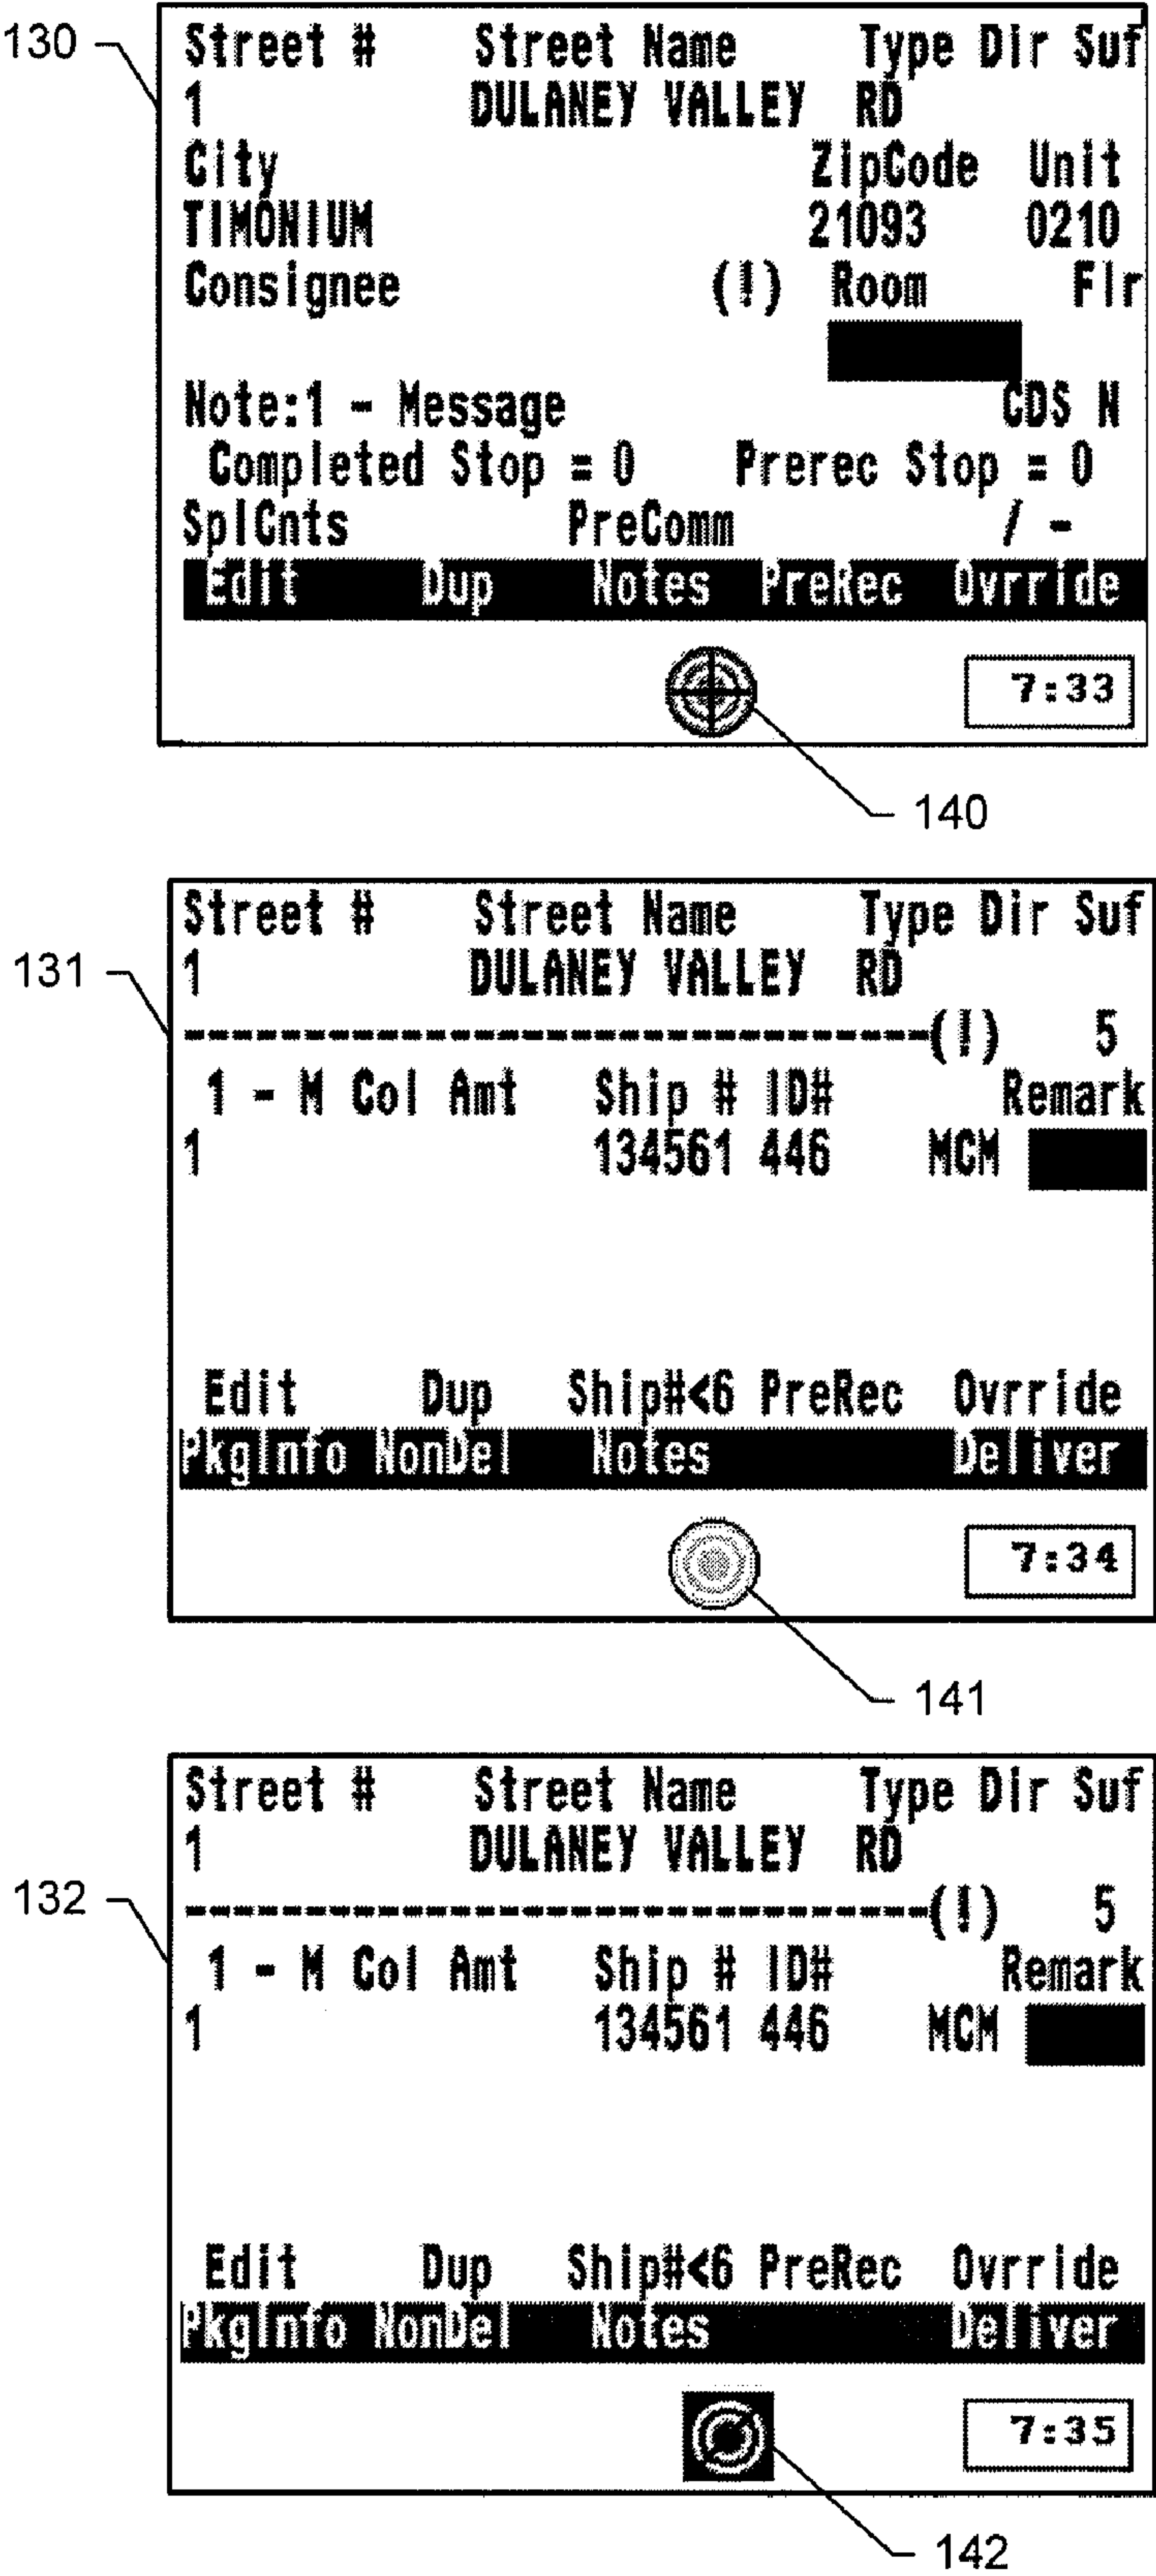 130
Street # Street Name Type Dir Suf
1 DULANEY VALLEY RD
City ZipCode Unit
TIMONIUM 21093 0210
Consignee (!) Room Flr
Note:1 - Message CDS N
Completed Stop = 0 Prerec Stop = 0
SplCnts PreComm / -
Edit Dup Notes PreRec Ovrride
7:33
140
Street # Street Name Type Dir Suf
131
1 DULANEY VALLEY RD
--------------------------------(!) 5
1 - M Col Amt Ship # ID# Remark
1 134561 446 MCM
Edit Dup Ship#<6 PreRec Ovrride
PkgInfo NonDel Notes Deliver
7:34
141
Street # Street Name Type Dir Suf
1 DULANEY VALLEY RD
132
--------------------------------(!) 5
1 - M Col Amt Ship # ID# Remark
1 134561 446 MCM
Edit Dup Ship#<6 PreRec Ovrride
PkgInfo NonDel Notes Deliver
7:35
142